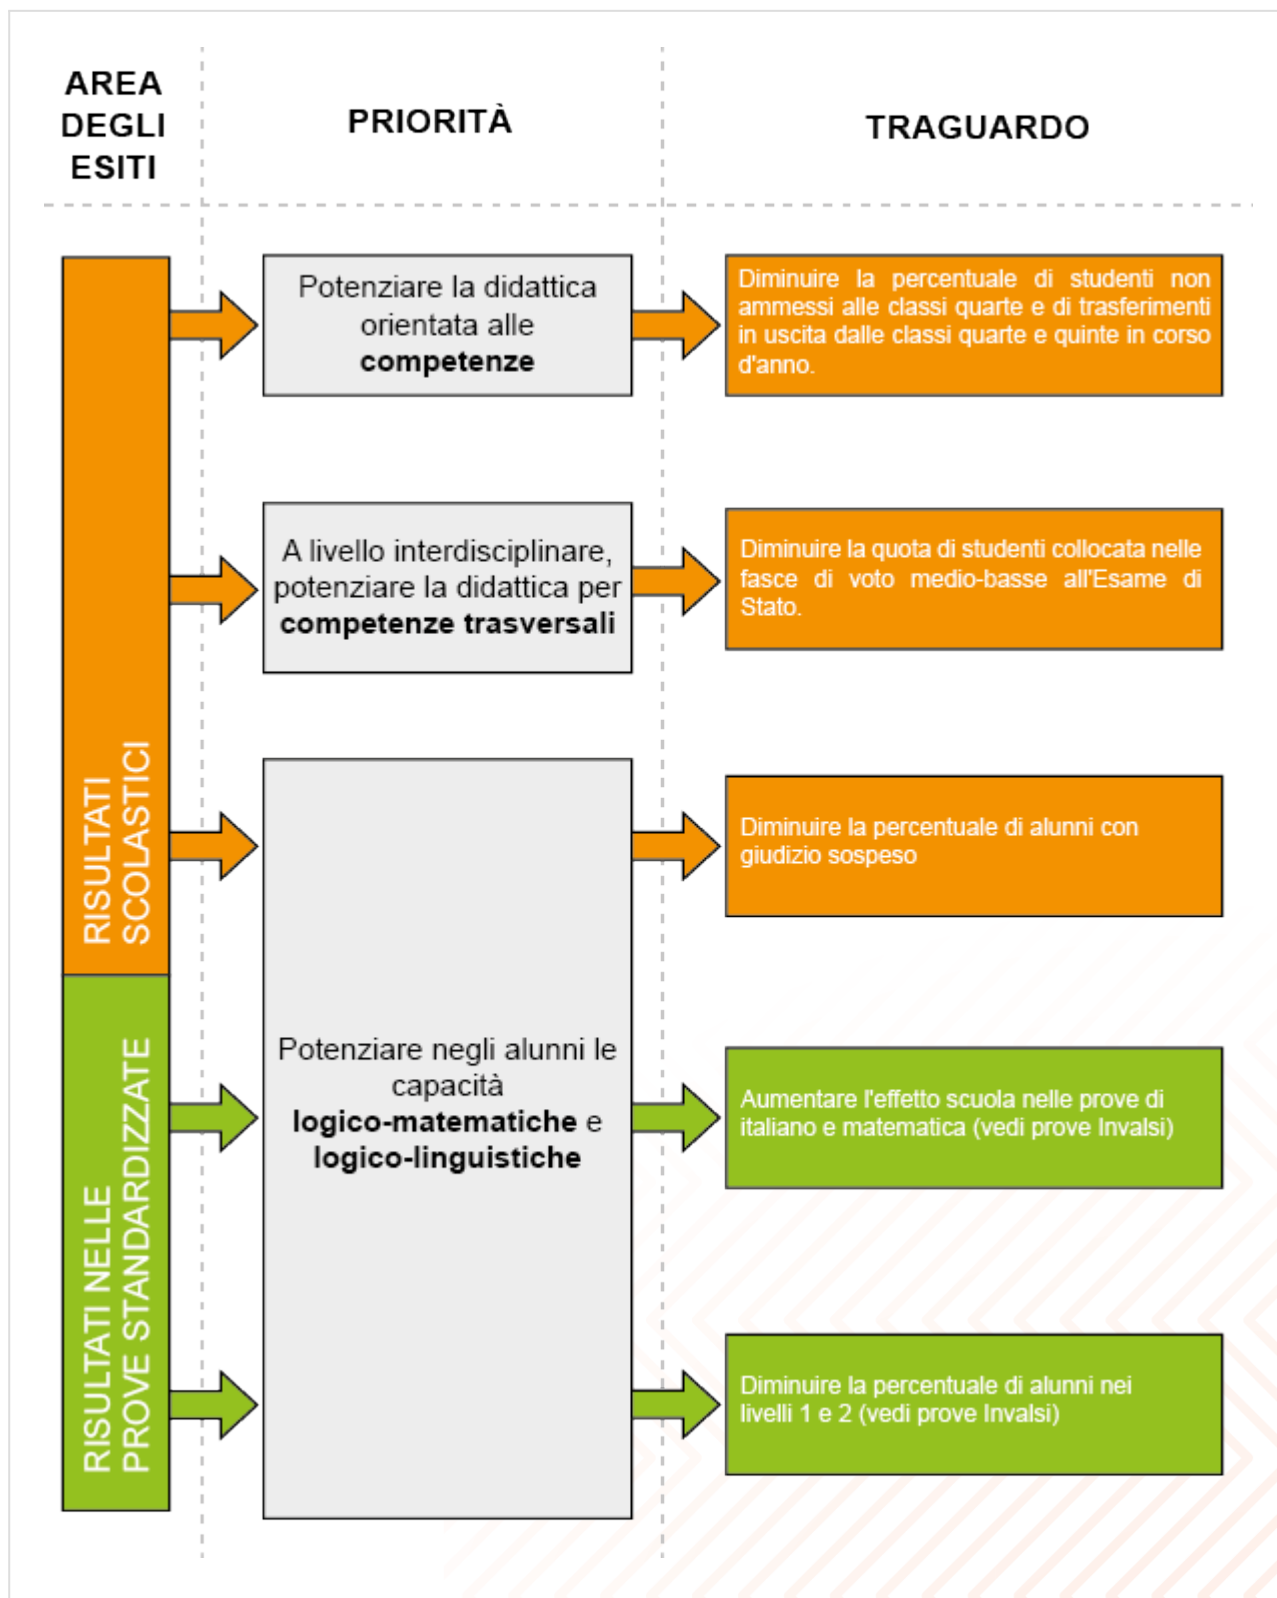 AREA
DEGLI
ESITI
PRIORITÀ
TRAGUARDO
RISULTATI
SCOLASTICI
Potenziare la didattica
orientata alle
competenze
Diminuire la percentuale di studenti non
ammessi alle classi quarte e di trasferimenti
in uscita dalle classi quarte e quinte in corso
d'anno.
A livello interdisciplinare,
potenziare la didattica per
competenze trasversali
Diminuire la quota di studenti collocata nelle
fasce di voto medio-basse all'Esame di
Stato.
Diminuire la percentuale di alunni con
giudizio sospeso
RISULTATI NELLE
PROVE STANDARDIZZATE
Potenziare negli alunni le
capacità
logico-matematiche e
logico-linguistiche
Aumentare l'effetto scuola nelle prove di
italiano e matematica (vedi prove Invalsi)
Diminuire la percentuale di alunni nei
livelli 1 e 2 (vedi prove Invalsi)